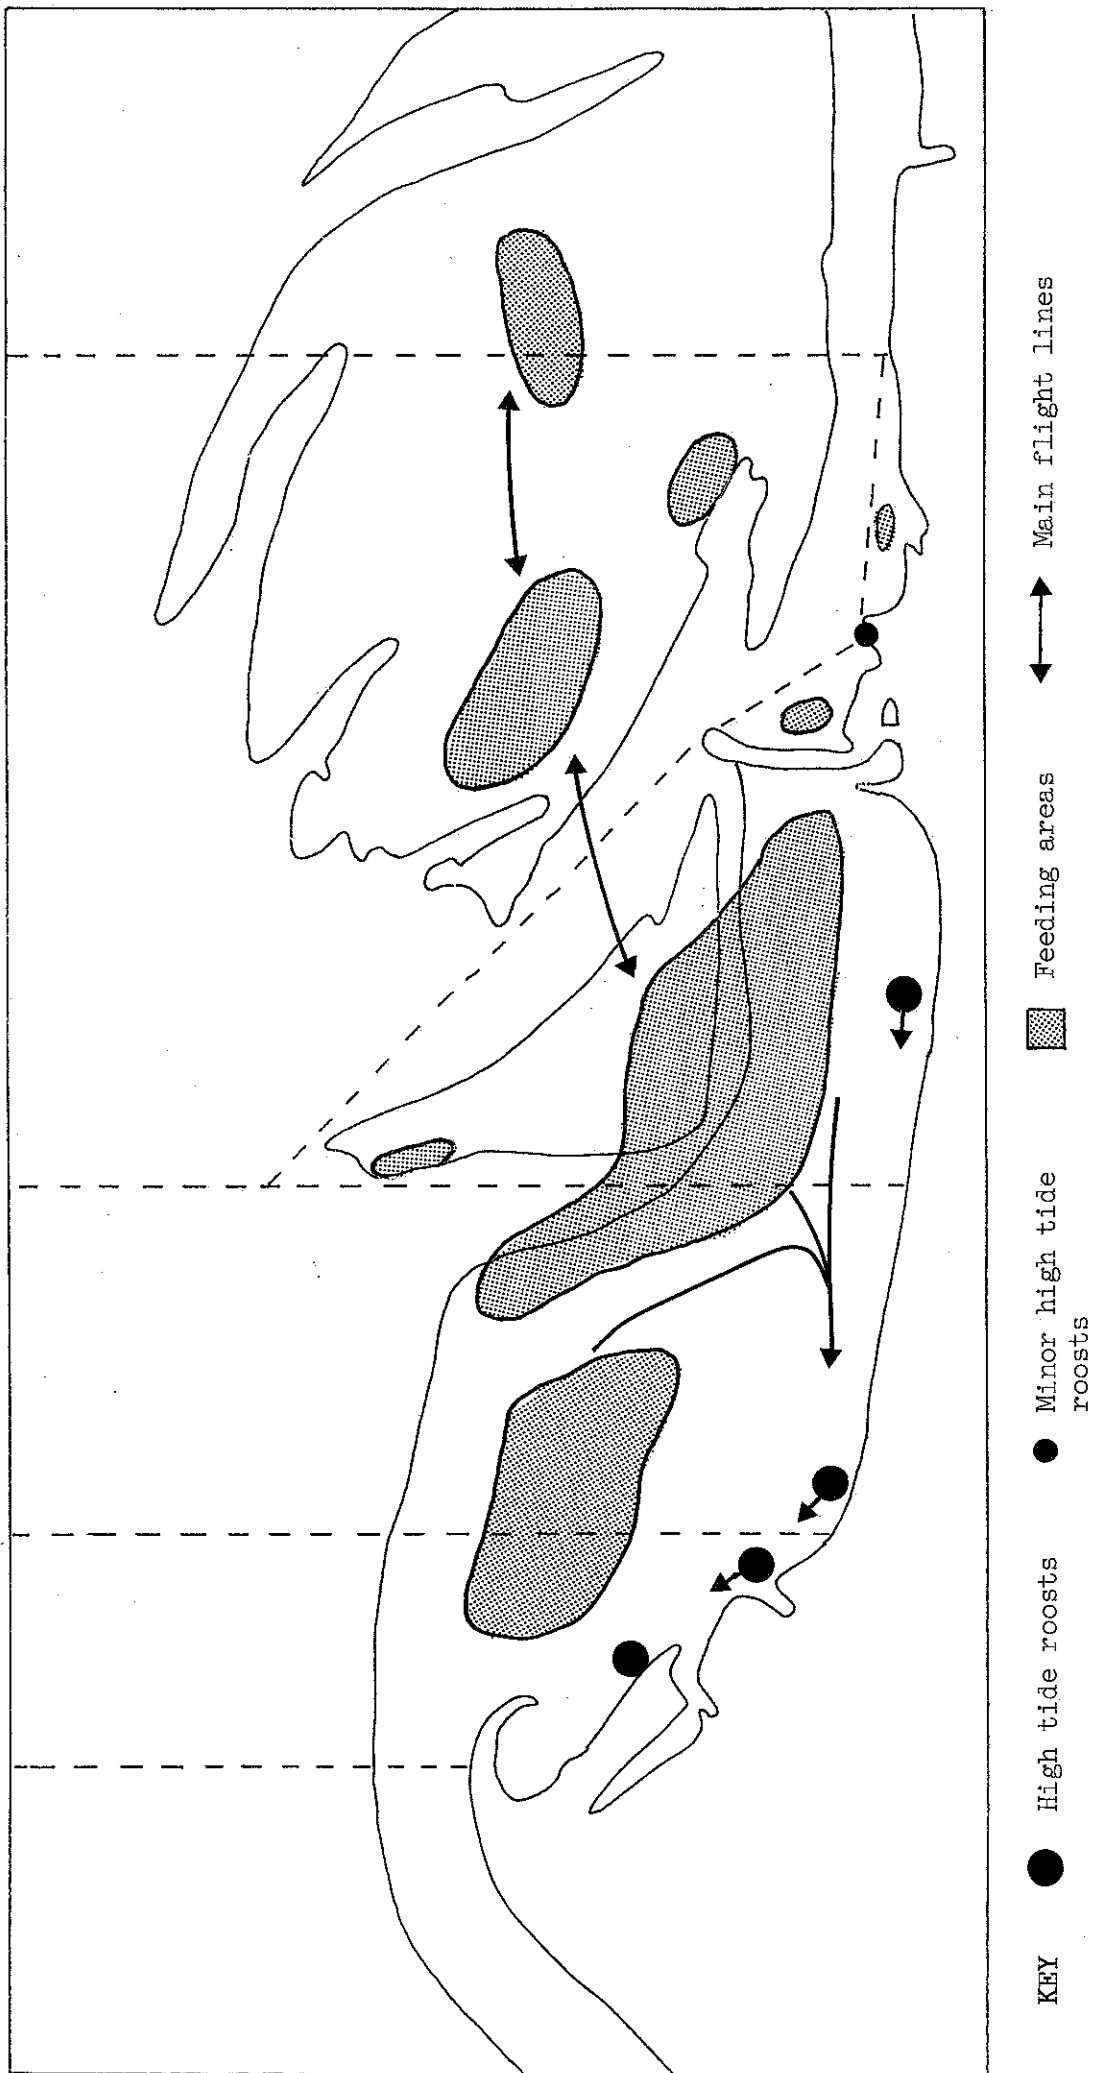 KEY
High tide roosts
Minor high tide
roosts
Feeding areas
Main flight lines